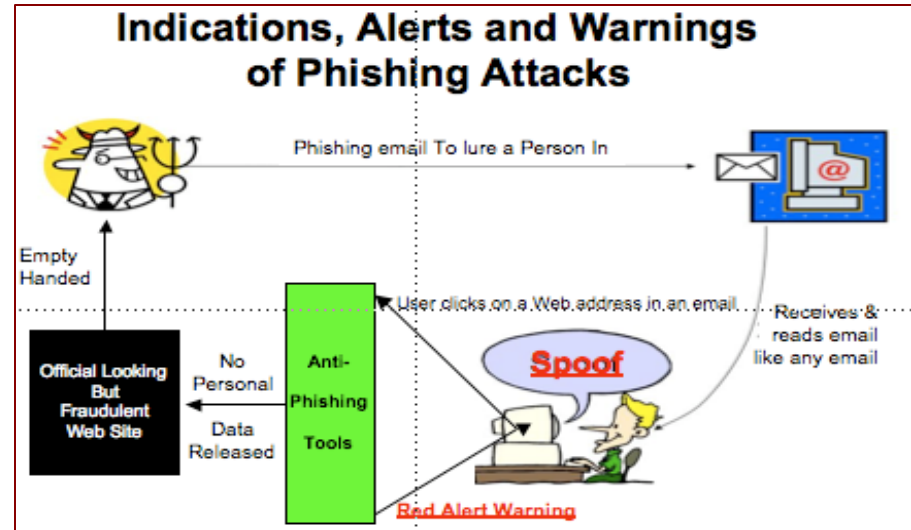 Indications, Alerts and Warnings
of Phishing Attacks
Phishing email To lure a Person In
@
Empty
Handed
User clicks on a Web address in an email
Receives &
reads email
like any email
Official Looking
But
Fraudulent
Web Site
No
Personal
Data
Released
Anti-
Phishing
Tools
Spoof
Red Alert Warning